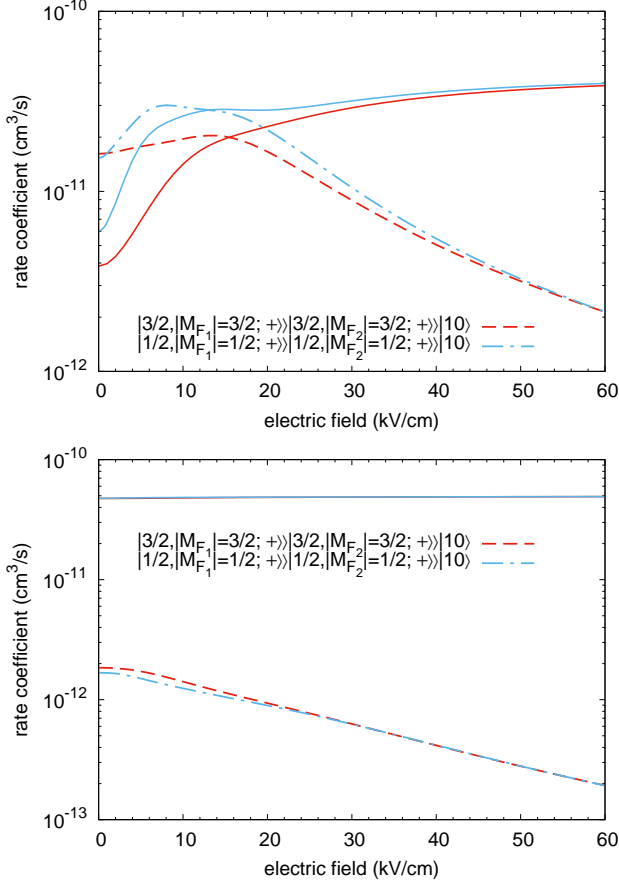 10⁻¹⁰
10⁻¹¹
10⁻¹²
rate coefficient (cm³/s)
|3/2,|M_F₁|=3/2; +⟩⟩|3/2,|M_F₂|=3/2; +⟩⟩|10⟩
|1/2,|M_F₁|=1/2; +⟩⟩|1/2,|M_F₂|=1/2; +⟩⟩|10⟩
0 10 20 30 40 50 60
electric field (kV/cm)
10⁻¹⁰
10⁻¹¹
10⁻¹²
10⁻¹³
rate coefficient (cm³/s)
|3/2,|M_F₁|=3/2; +⟩⟩|3/2,|M_F₂|=3/2; +⟩⟩|10⟩
|1/2,|M_F₁|=1/2; +⟩⟩|1/2,|M_F₂|=1/2; +⟩⟩|10⟩
0 10 20 30 40 50 60
electric field (kV/cm)